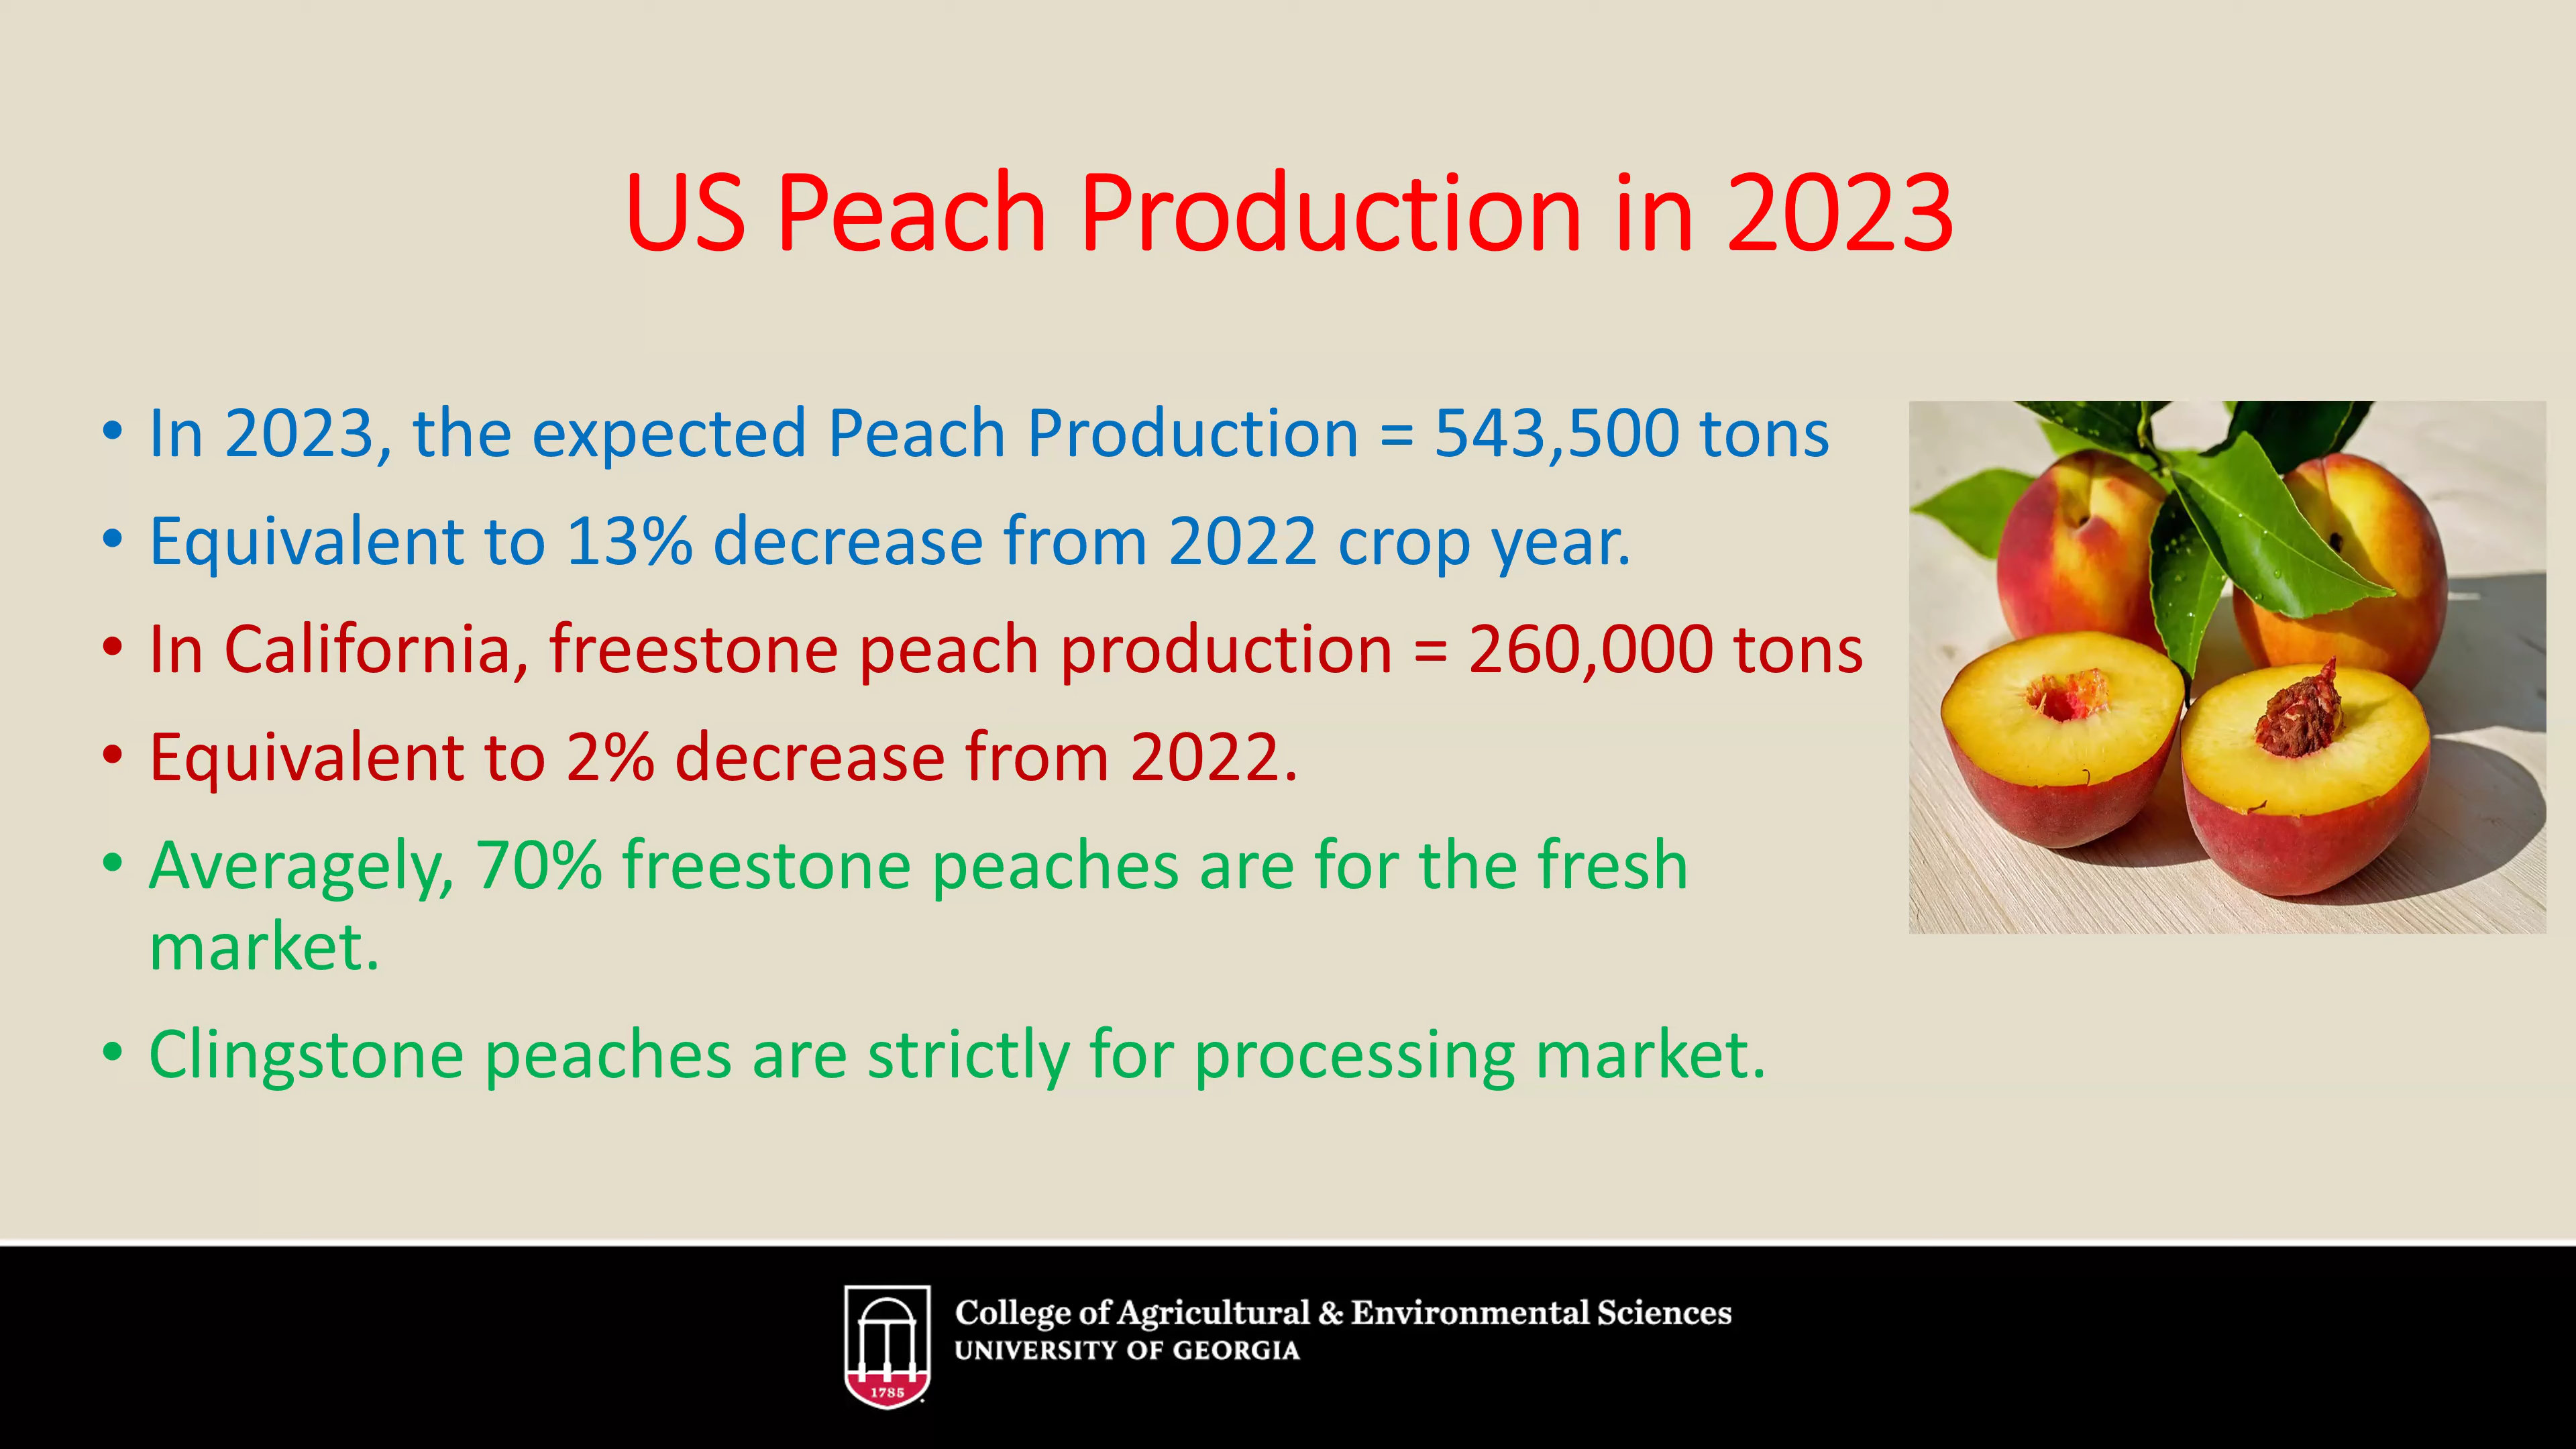 US Peach Production in 2023
• In 2023, the expected Peach Production = 543,500 tons
• Equivalent to 13% decrease from 2022 crop year.
• In California, freestone peach production = 260,000 tons
• Equivalent to 2% decrease from 2022.
• Averagely, 70% freestone peaches are for the fresh
market.
• Clingstone peaches are strictly for processing market.
College of Agricultural & Environmental Sciences
UNIVERSITY OF GEORGIA
1785